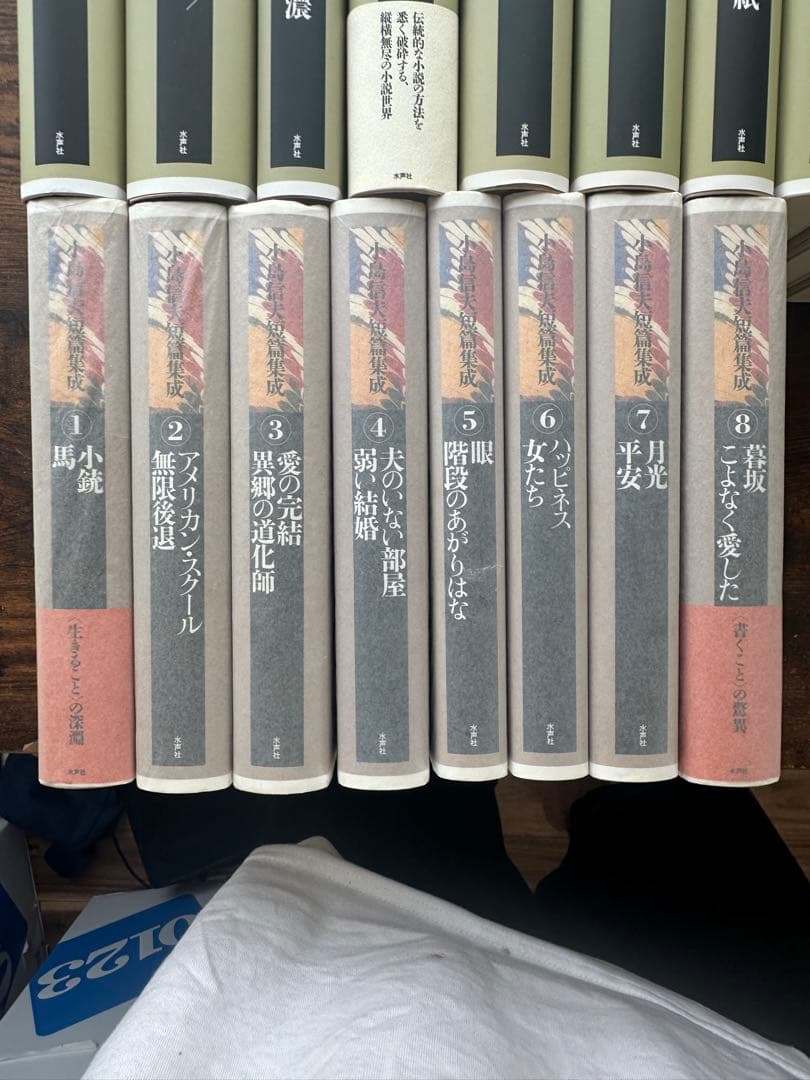 水声社
水声社
濃
水声社
伝統的な小説の方法を
悉く破砕する、
縦横無尽の小説世界
水声社
水声社
水声社
紙
水声社
小島信夫短篇集成
1
小銃
馬
〈生きること〉の深淵
水声社
小島信夫短篇集成
2
アメリカン・スクール
無限後退
水声社
小島信夫短篇集成
3
愛の完結
異郷の道化師
水声社
小島信夫短篇集成
4
夫のいない部屋
弱い結婚
水声社
小島信夫短篇集成
5
眼
階段のあがりはな
水声社
小島信夫短篇集成
6
ハッピネス
女たち
水声社
小島信夫短篇集成
7
月光
平安
水声社
小島信夫短篇集成
8
暮坂
こよなく愛した
〈書くこと〉の驚異
水声社
0123